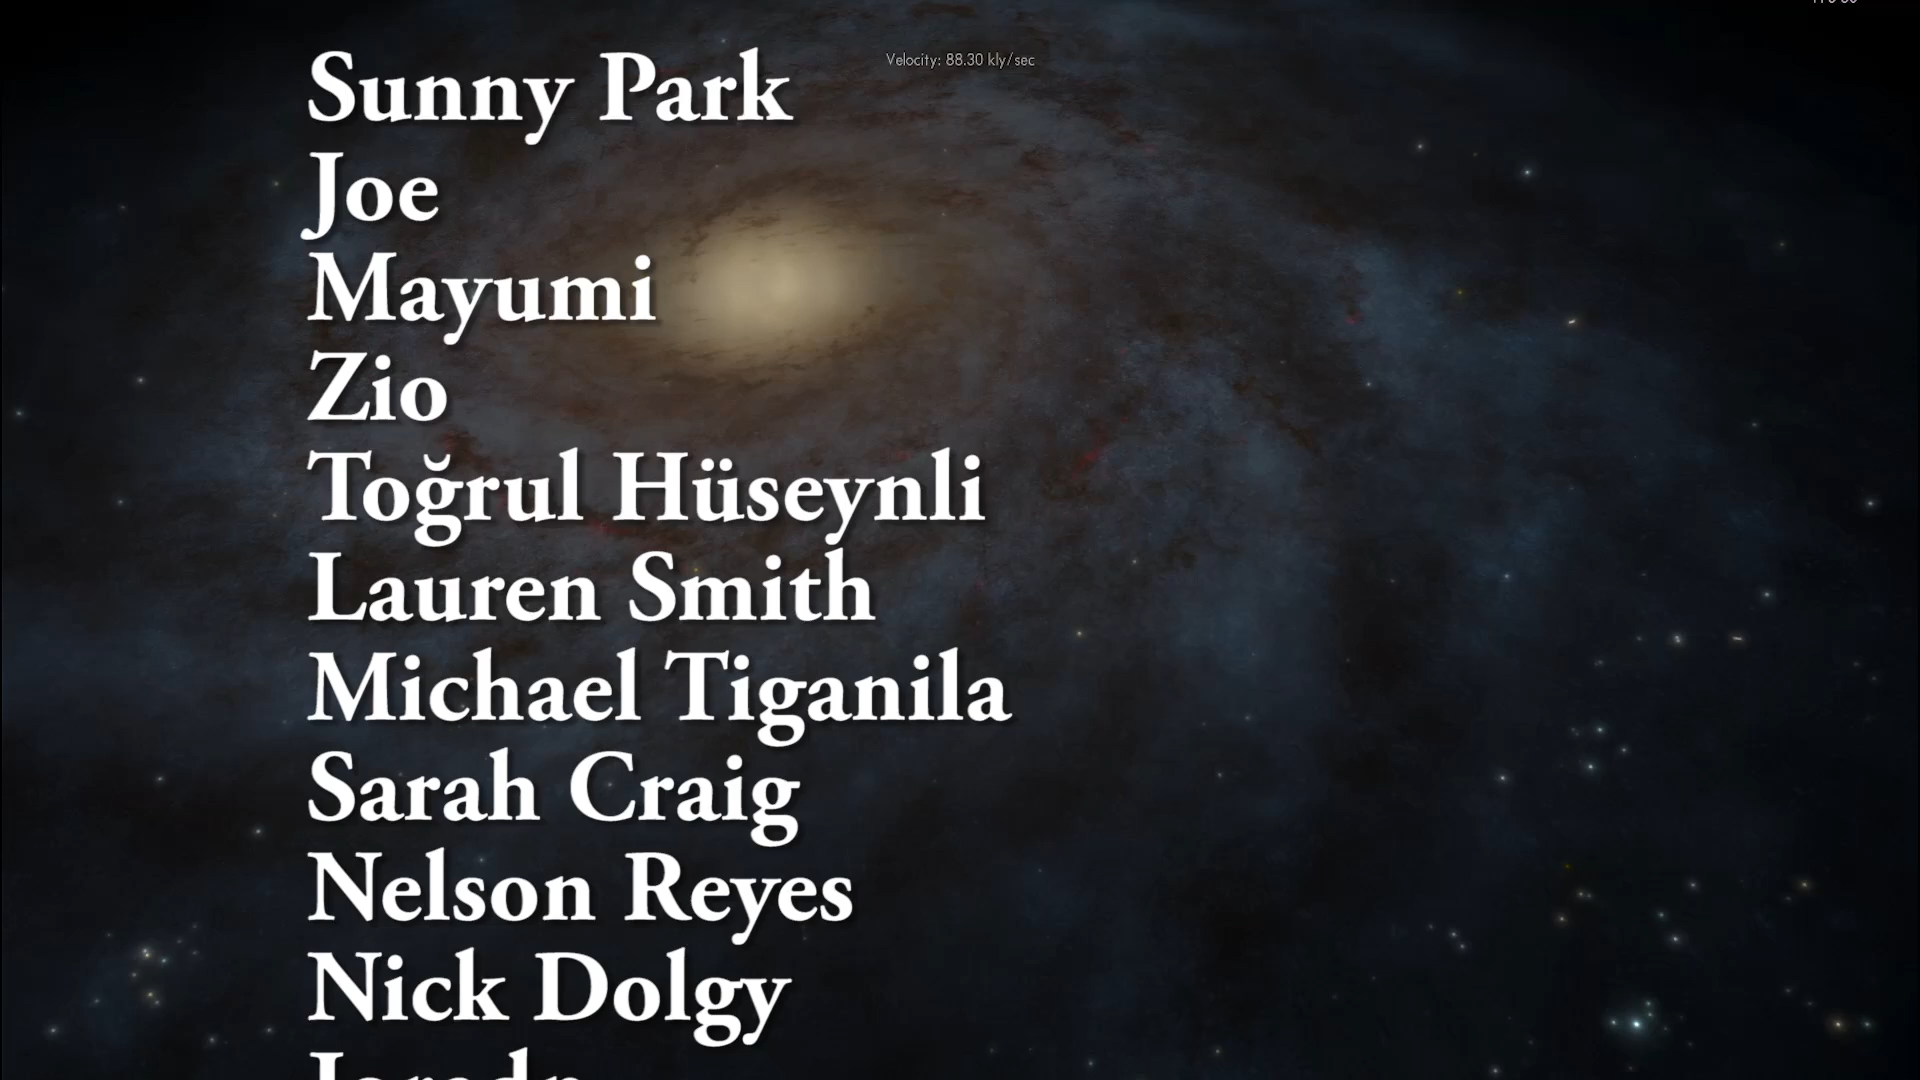 Velocity: 88.30 kly/sec
Sunny Park
Joe
Mayumi
Zio
Toğrul Hüseynli
Lauren Smith
Michael Tiganila
Sarah Craig
Nelson Reyes
Nick Dolgy